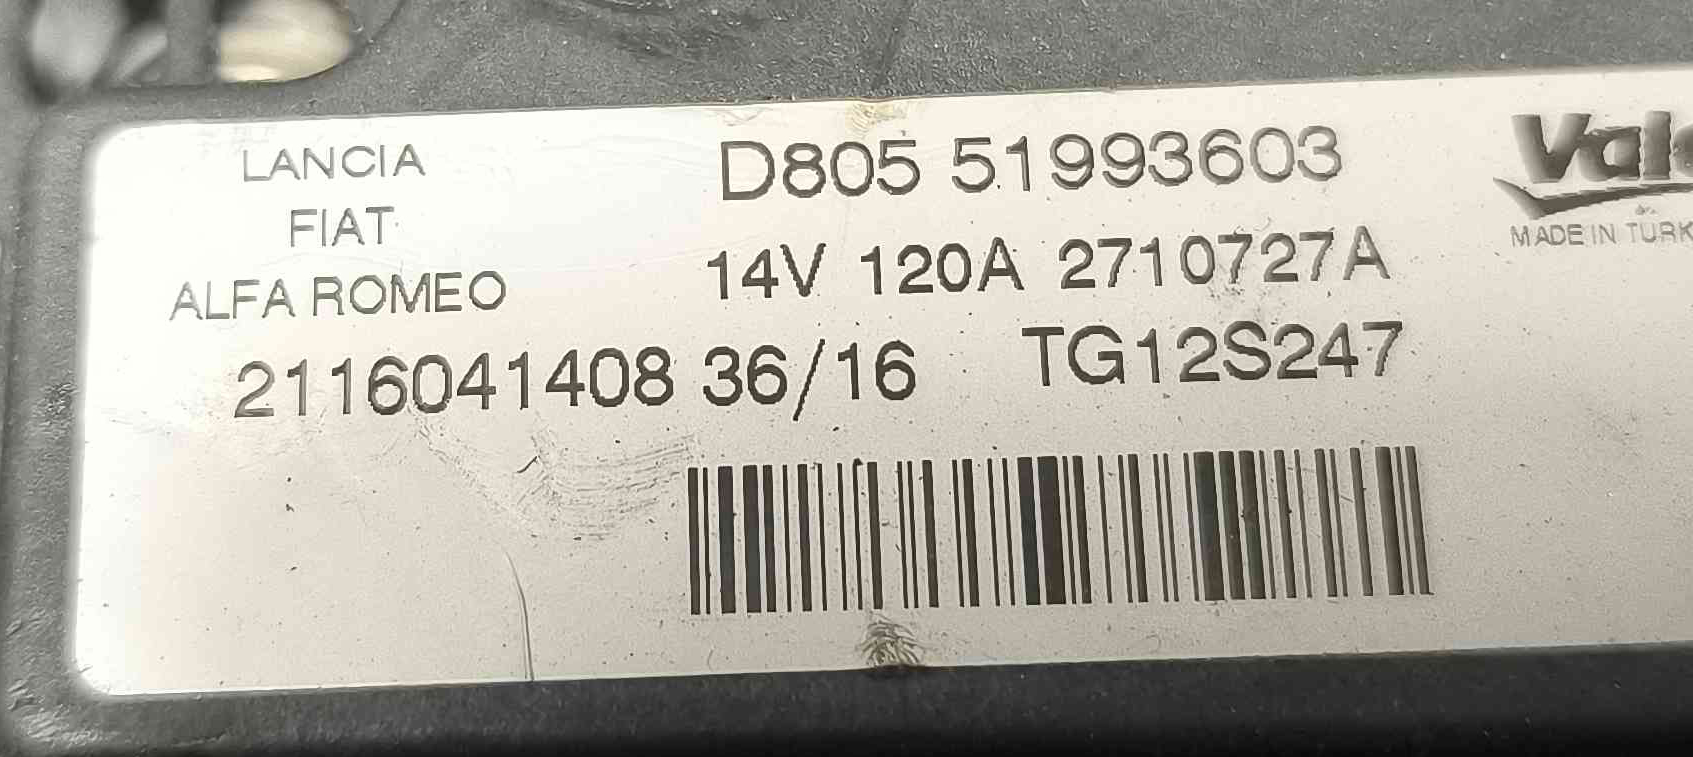 LANCIA
FIAT
ALFA ROMEO
D805 51993603
14V 120A 2710727A
2116041408 36/16 TG12S247
MADE IN TURK